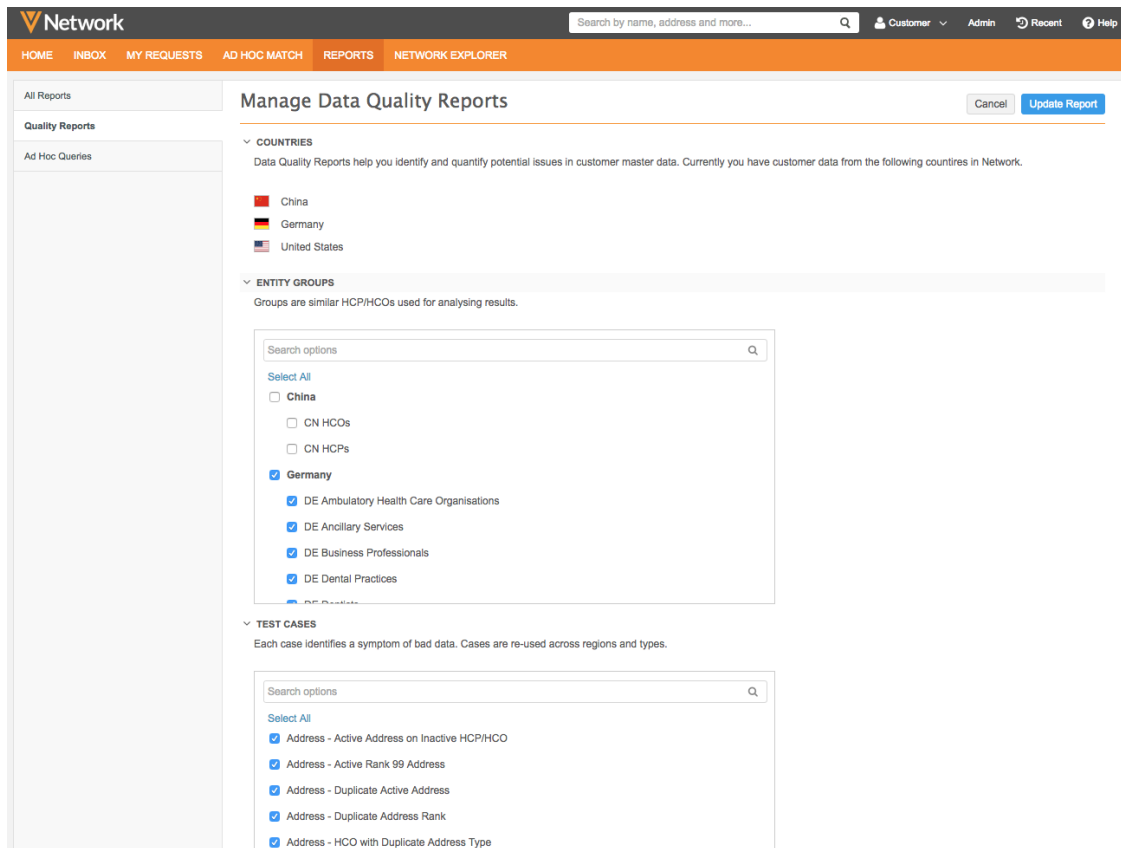 Network
Search by name, address and more...
Customer
Admin
Recent
Help
HOME
INBOX
MY REQUESTS
AD HOC MATCH
REPORTS
NETWORK EXPLORER
All Reports
Quality Reports
Ad Hoc Queries
Manage Data Quality Reports
Cancel
Update Report
COUNTRIES
Data Quality Reports help you identify and quantify potential issues in customer master data. Currently you have customer data from the following countires in Network.
China
Germany
United States
ENTITY GROUPS
Groups are similar HCP/HCOs used for analysing results.
Search options
Select All
China
CN HCOs
CN HCPs
Germany
DE Ambulatory Health Care Organisations
DE Ancillary Services
DE Business Professionals
DE Dental Practices
DE Dentists
TEST CASES
Each case identifies a symptom of bad data. Cases are re-used across regions and types.
Search options
Select All
Address - Active Address on Inactive HCP/HCO
Address - Active Rank 99 Address
Address - Duplicate Active Address
Address - Duplicate Address Rank
Address - HCO with Duplicate Address Type